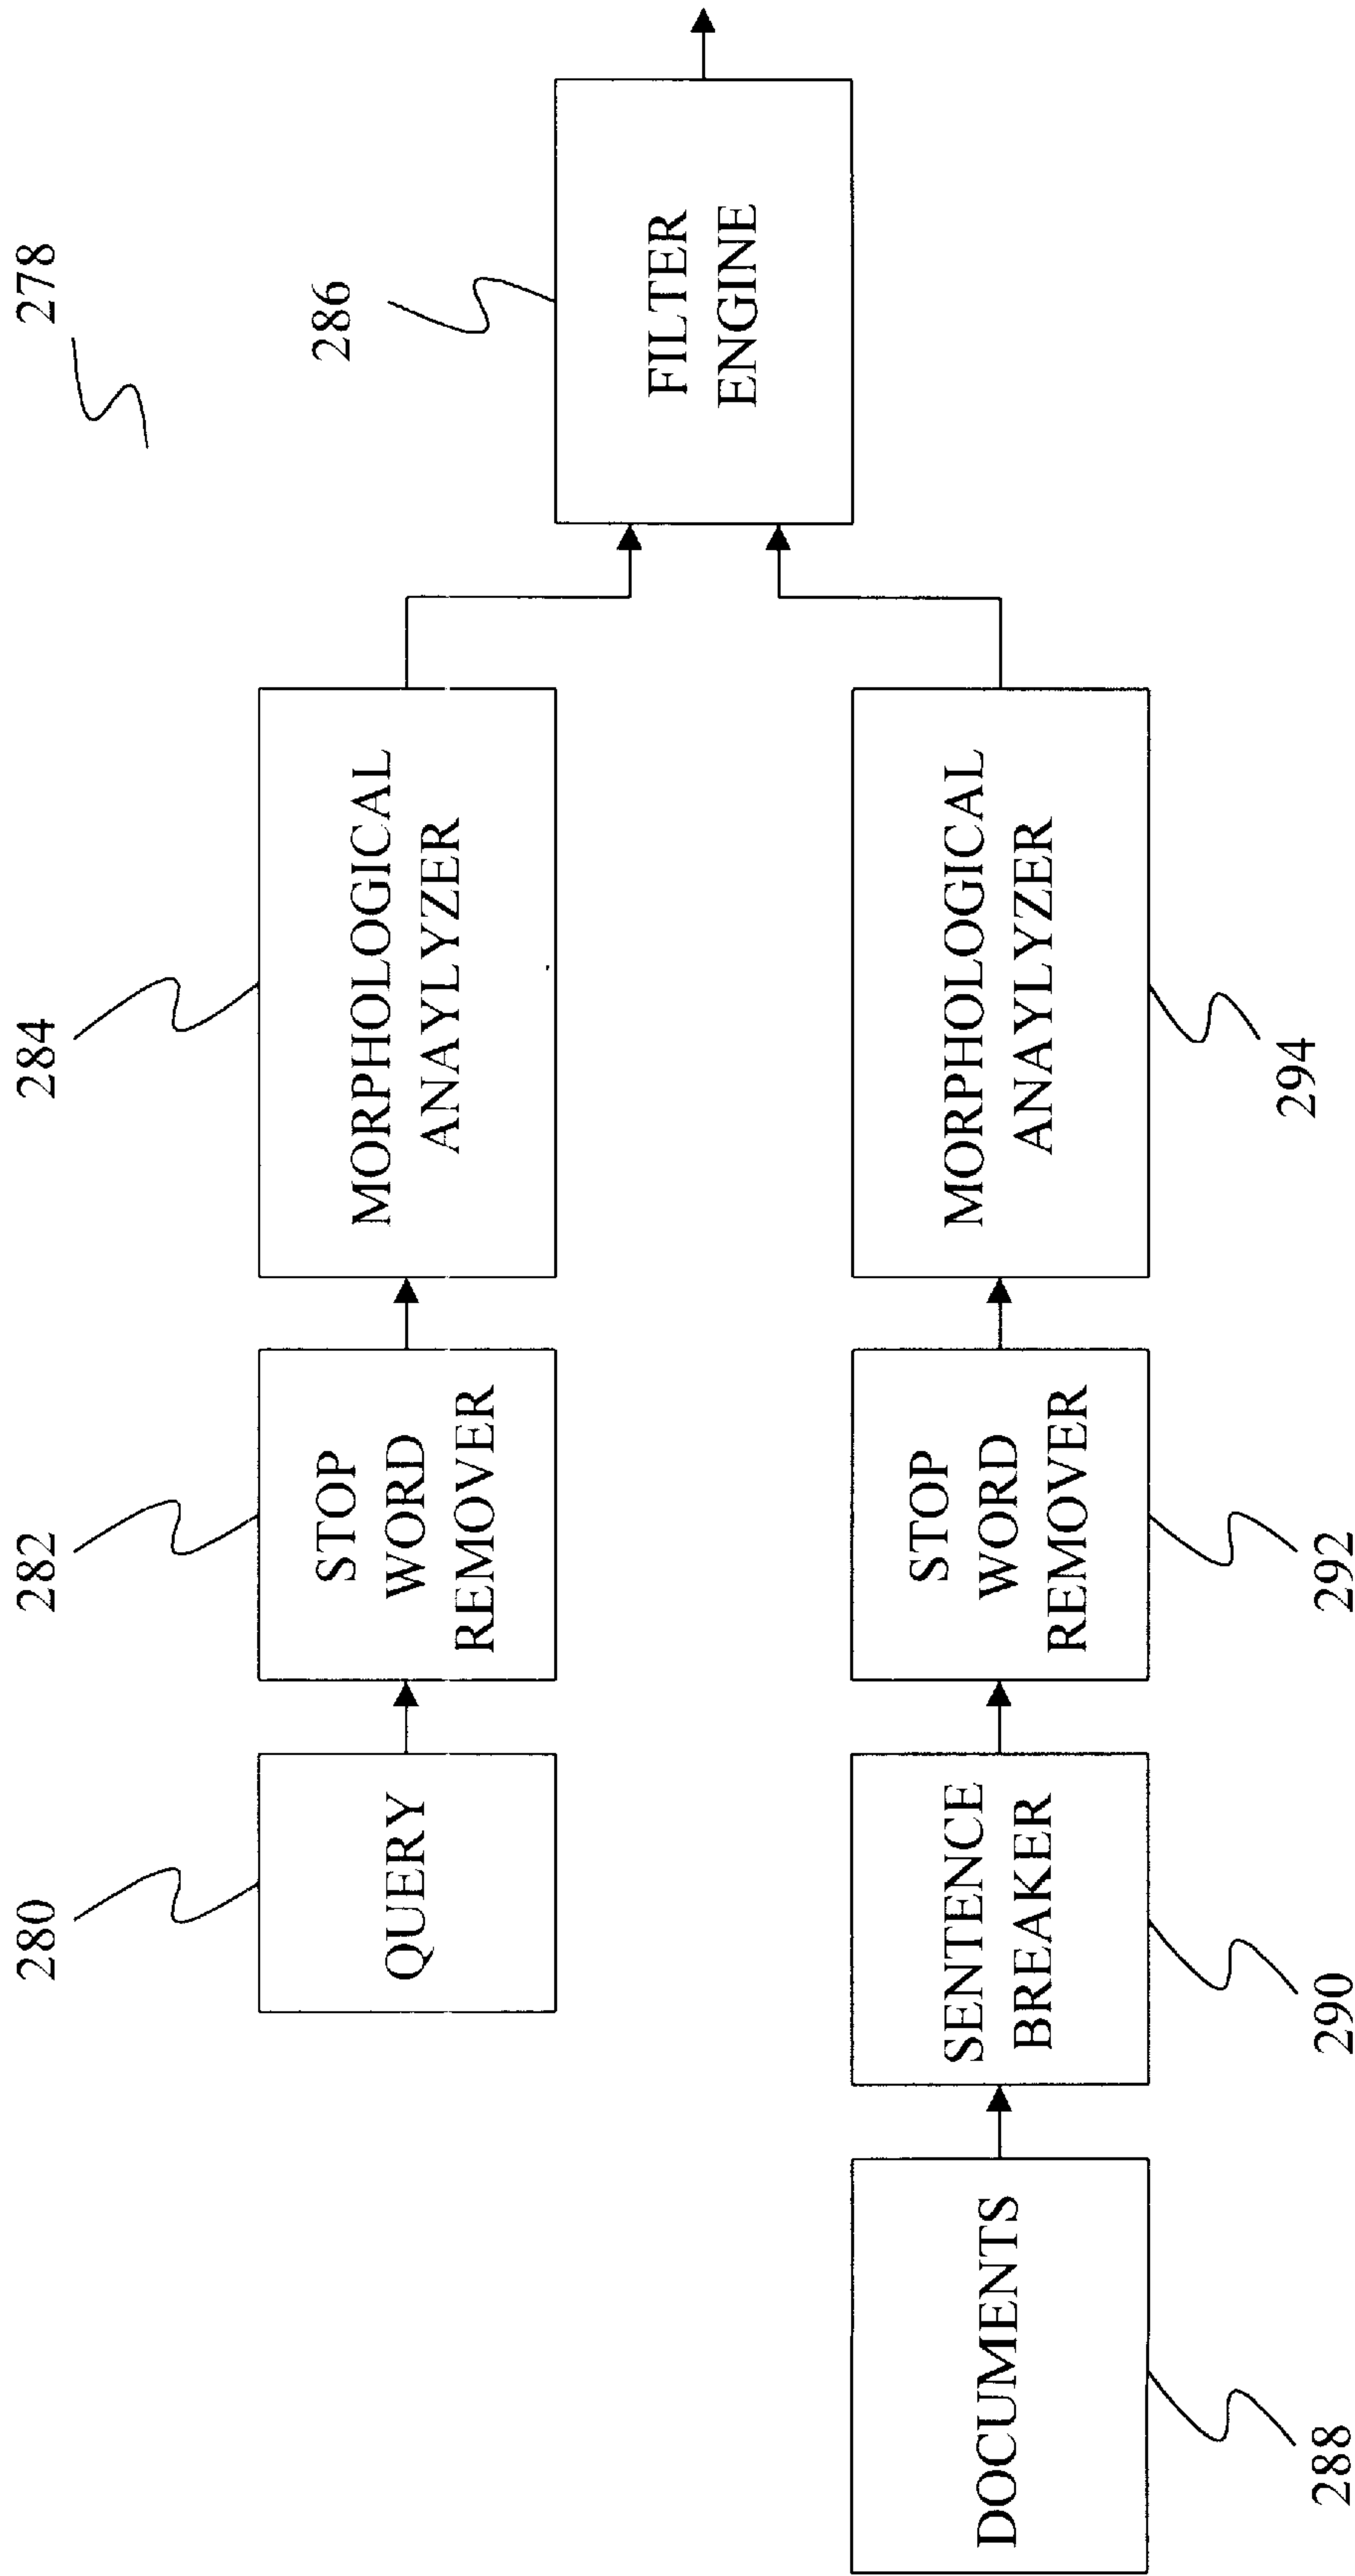 278
280
QUERY
282
STOP
WORD
REMOVER
284
MORPHOLOGICAL
ANAYLYZER
286
FILTER
ENGINE
DOCUMENTS
288
SENTENCE
BREAKER
290
STOP
WORD
REMOVER
292
MORPHOLOGICAL
ANAYLYZER
294